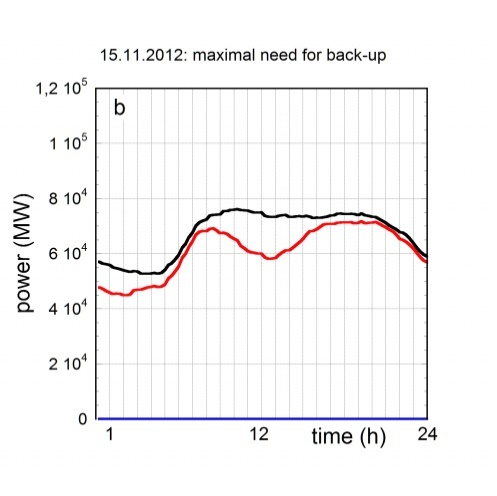 15.11.2012: maximal need for back-up
b
power (MW)
1,2 10⁵
1 10⁵
8 10⁴
6 10⁴
4 10⁴
2 10⁴
0
1 12 time (h) 24